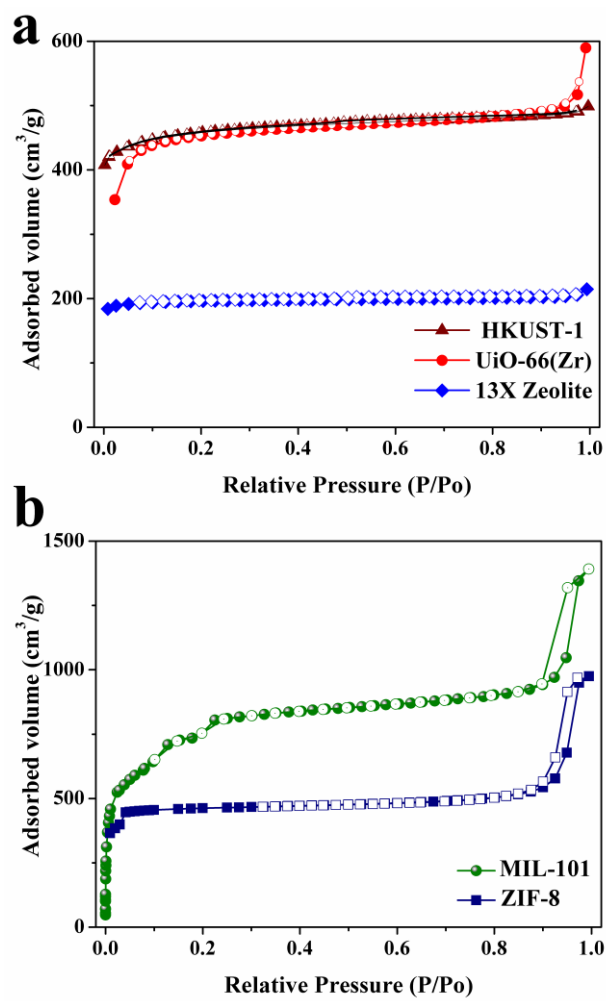 a
600
400
200
0
Adsorbed volume (cm³/g)
HKUST-1
UiO-66(Zr)
13X Zeolite
0.0 0.2 0.4 0.6 0.8 1.0
Relative Pressure (P/Po)
b
1500
1000
500
0
Adsorbed volume (cm³/g)
MIL-101
ZIF-8
0.0 0.2 0.4 0.6 0.8 1.0
Relative Pressure (P/Po)